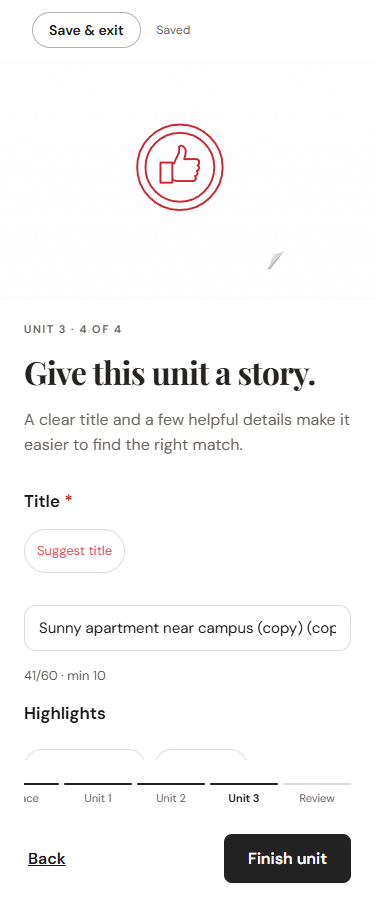 Save & exit
Saved
UNIT 3 · 4 OF 4
Give this unit a story.
A clear title and a few helpful details make it
easier to find the right match.
Title *
Suggest title
Sunny apartment near campus (copy) (cop
41/60 · min 10
Highlights
ace
Unit 1
Unit 2
Unit 3
Review
Back
Finish unit